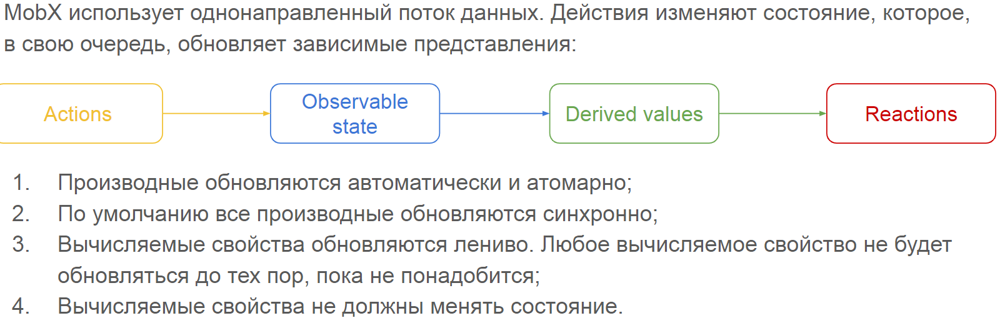 MobX использует однонаправленный поток данных. Действия изменяют состояние, которое,
в свою очередь, обновляет зависимые представления:
Actions
Observable
state
Derived values
Reactions
1. Производные обновляются автоматически и атомарно;
2. По умолчанию все производные обновляются синхронно;
3. Вычисляемые свойства обновляются лениво. Любое вычисляемое свойство не будет
обновляться до тех пор, пока не понадобится;
4. Вычисляемые свойства не должны менять состояние.